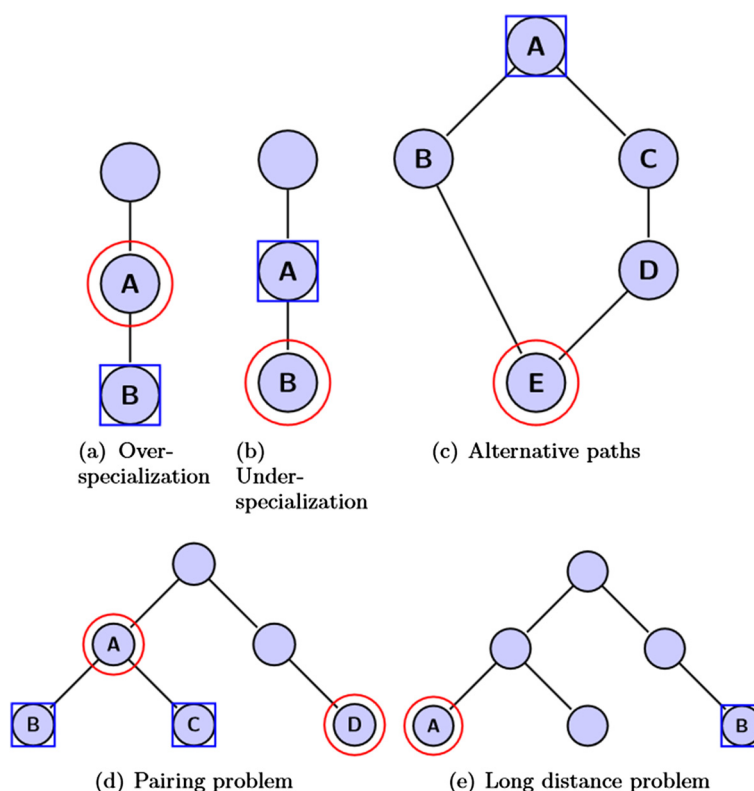 A
B
C
A
A
D
B
B
E
(a) Over-
specialization
(b)
Under-
specialization
(c) Alternative paths
A
B
C
D
A
B
(d) Pairing problem
(e) Long distance problem